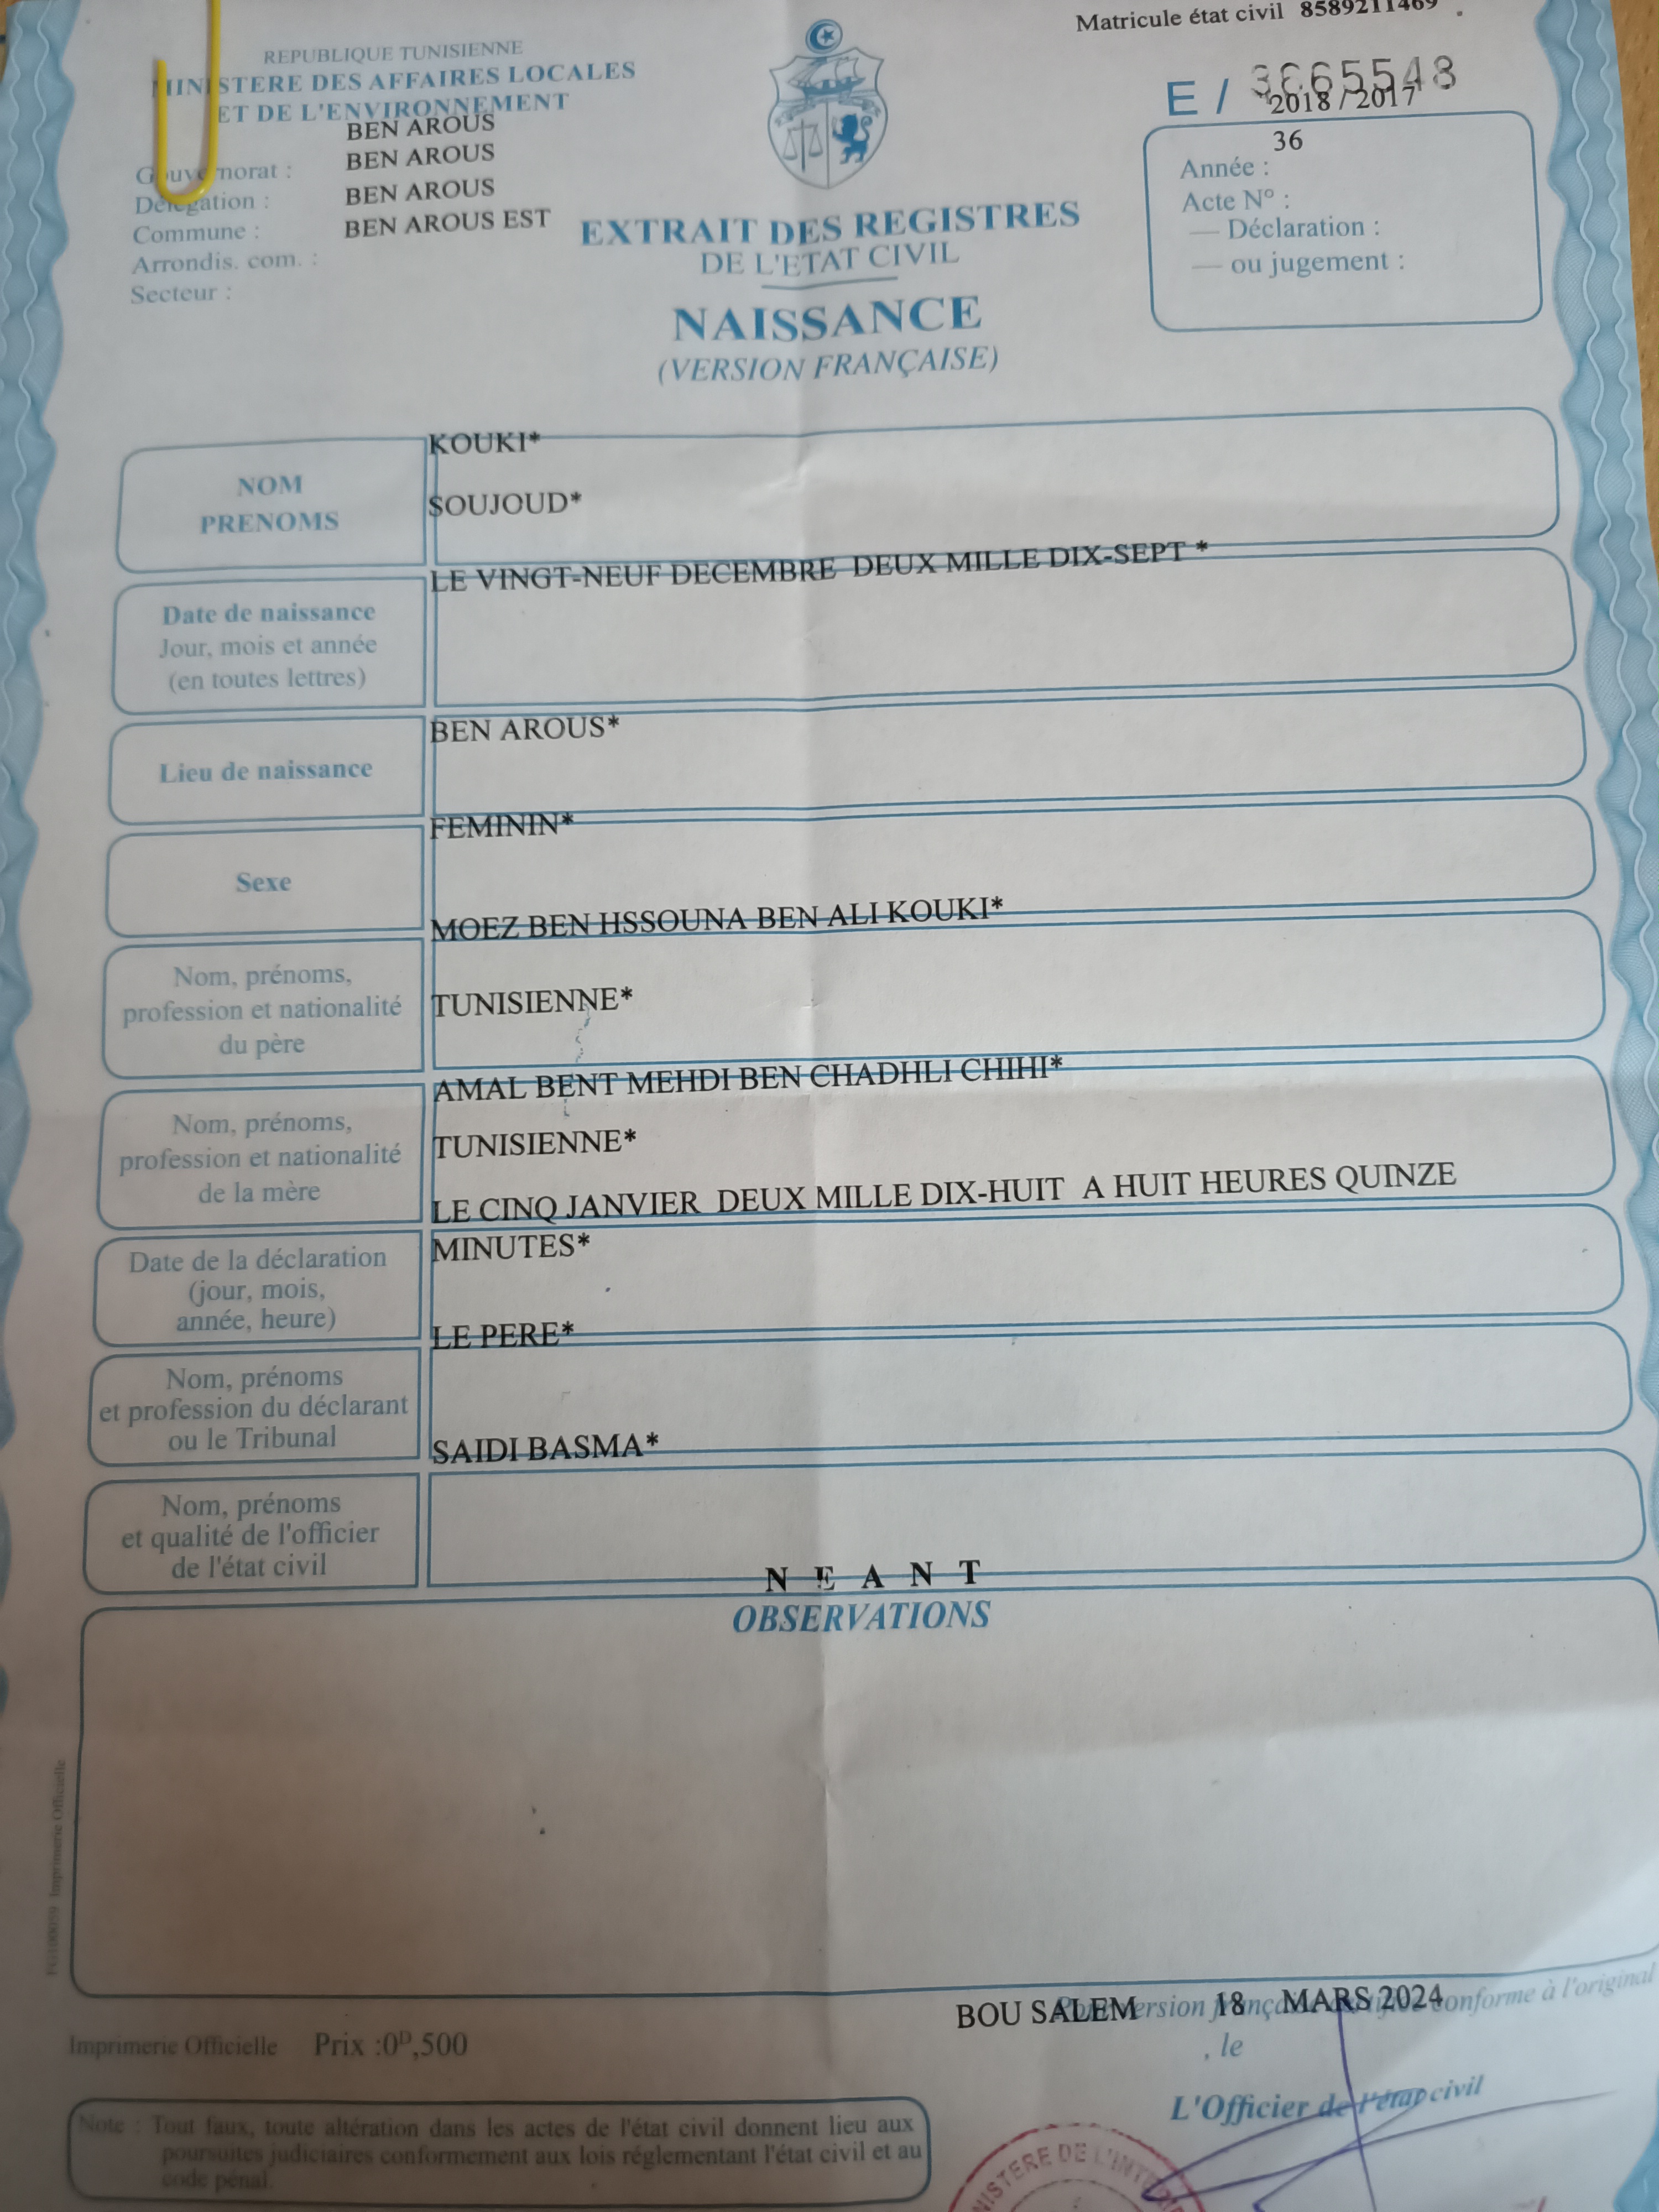 Matricule état civil 8589211469
REPUBLIQUE TUNISIENNE
MINISTERE DES AFFAIRES LOCALES
ET DE L'ENVIRONNEMENT
E / 3665548
2018 / 2017
36
Année :
Acte N° :
— Déclaration :
— ou jugement :
BEN AROUS
Gouvernorat :
BEN AROUS
Délégation :
BEN AROUS
Commune :
BEN AROUS EST
Arrondis. com. :
Secteur :
EXTRAIT DES REGISTRES
DE L'ETAT CIVIL
NAISSANCE
(VERSION FRANÇAISE)
NOM
PRENOMS
KOUKI*
SOUJOUD*
Date de naissance
Jour, mois et année
(en toutes lettres)
LE VINGT-NEUF DECEMBRE DEUX MILLE DIX-SEPT *
Lieu de naissance
BEN AROUS*
Sexe
FEMININ*
Nom, prénoms,
profession et nationalité
du père
MOEZ BEN HSSOUNA BEN ALI KOUKI*
TUNISIENNE*
Nom, prénoms,
profession et nationalité
de la mère
AMAL BENT MEHDI BEN CHADHLI CHIHI*
TUNISIENNE*
Date de la déclaration
(jour, mois,
année, heure)
LE CINQ JANVIER DEUX MILLE DIX-HUIT A HUIT HEURES QUINZE
MINUTES*
Nom, prénoms
et profession du déclarant
ou le Tribunal
LE PERE*
Nom, prénoms
et qualité de l'officier
de l'état civil
SAIDI BASMA*
N E A N T
OBSERVATIONS
Imprimerie Officielle
BOU SALEM 18 MARS 2024
version conforme à l'original
, le
L'Officier de l'état civil
Imprimerie Officielle Prix :0D,500
Note : Tout faux, toute altération dans les actes de l'état civil donnent lieu aux
poursuites judiciaires conformement aux lois réglementant l'état civil et au
code pénal.
MINISTERE DE L'INTERIE